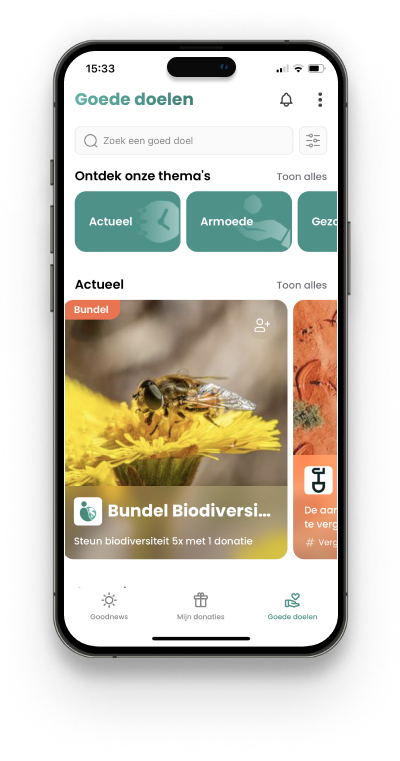 15:33
Goede doelen
Zoek een goed doel
Ontdek onze thema's
Toon alles
Actueel
Armoede
Gezo
Actueel
Toon alles
Bundel
Bundel Biodiversi...
Steun biodiversiteit 5x met 1 donatie
De aar
te verg
# Verg
Goodnews
Mijn donaties
Goede doelen